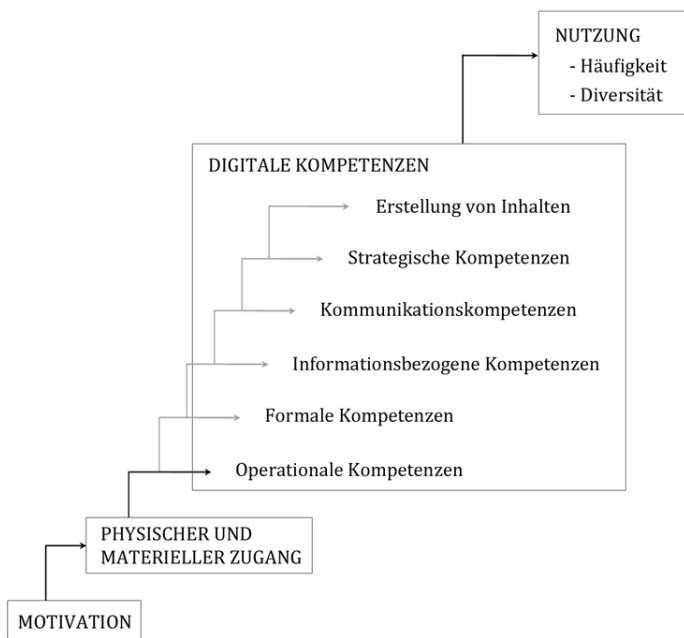 NUTZUNG
- Häufigkeit
- Diversität
DIGITALE KOMPETENZEN
Erstellung von Inhalten
Strategische Kompetenzen
Kommunikationskompetenzen
Informationsbezogene Kompetenzen
Formale Kompetenzen
Operationale Kompetenzen
PHYSISCHER UND
MATERIELLER ZUGANG
MOTIVATION